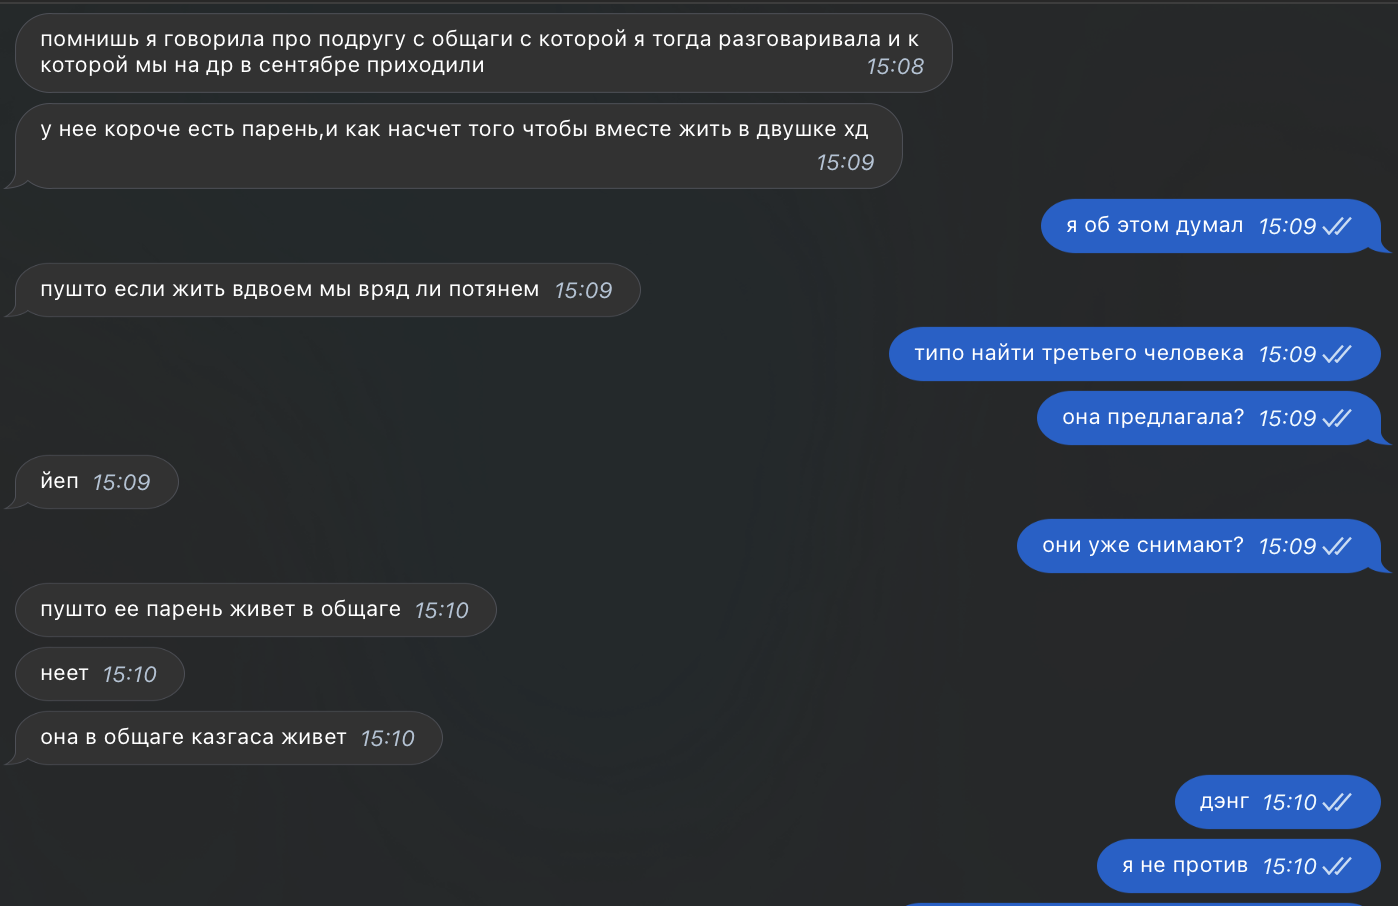 помнишь я говорила про подругу с общаги с которой я тогда разговаривала и к
которой мы на др в сентябре приходили 15:08
у нее короче есть парень,и как насчет того чтобы вместе жить в двушке хд
15:09
я об этом думал 15:09
пушто если жить вдвоем мы вряд ли потянем 15:09
типо найти третьего человека 15:09
она предлагала? 15:09
йеп 15:09
они уже снимают? 15:09
пушто ее парень живет в общаге 15:10
неет 15:10
она в общаге казгаса живет 15:10
дэнг 15:10
я не против 15:10